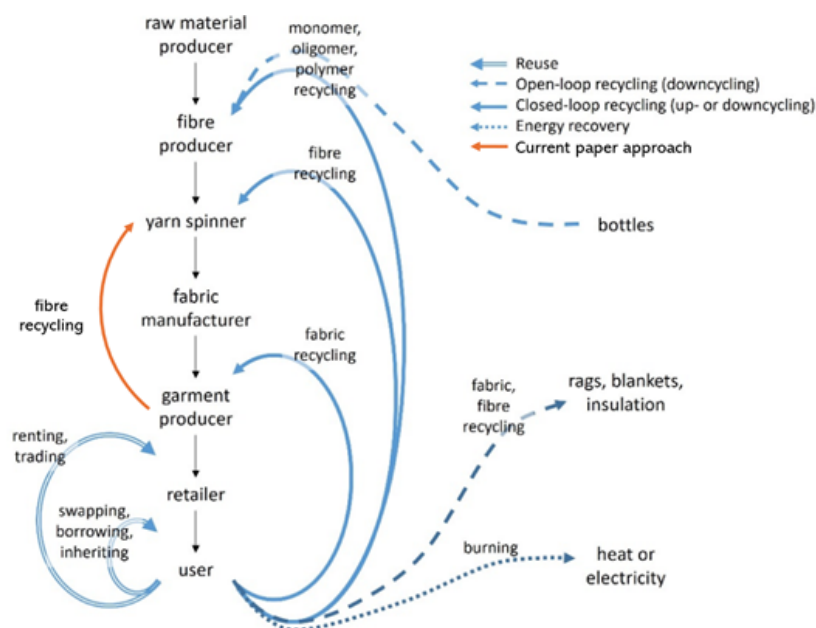 raw material
producer
monomer,
oligomer,
polymer
recycling
Reuse
Open-loop recycling (downcycling)
Closed-loop recycling (up- or downcycling)
Energy recovery
Current paper approach
fibre
producer
fibre
recycling
yarn spinner
bottles
fibre
recycling
fabric
manufacturer
fabric
recycling
garment
producer
fabric,
fibre
recycling
rags, blankets,
insulation
renting,
trading
retailer
swapping,
borrowing,
inheriting
user
burning
heat or
electricity